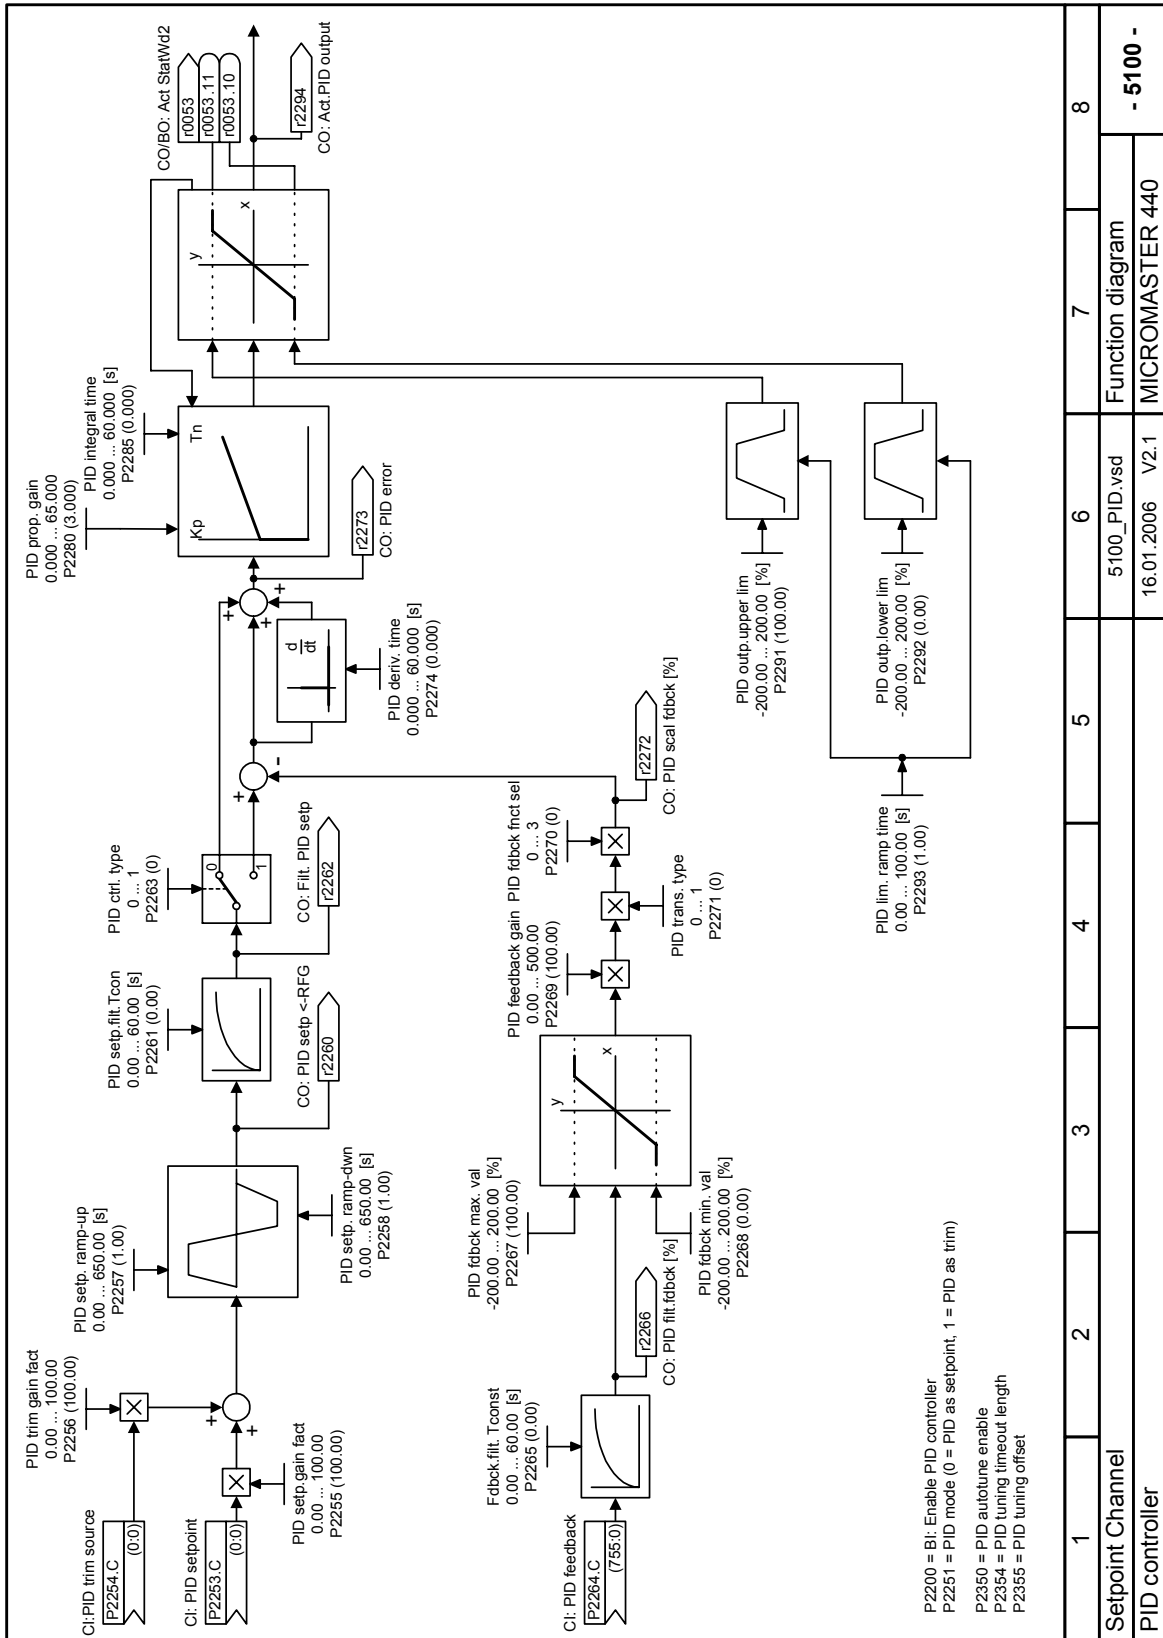 CI:PID trim source
P2254.C
(0:0)
PID trim gain fact
0.00 ... 100.00
P2256 (100.00)
CI: PID setpoint
P2253.C
(0:0)
PID setp.gain fact
0.00 ... 100.00
P2255 (100.00)
+
+
PID setp. ramp-up
0.00 ... 650.00 [s]
P2257 (1.00)
PID setp. ramp-dwn
0.00 ... 650.00 [s]
P2258 (1.00)
CO: PID setp <-RFG
r2260
PID setp.filt.Tcon
0.00 ... 60.00 [s]
P2261 (0.00)
CO: Filt. PID setp
r2262
PID ctrl. type
0 ... 1
P2263 (0)
0
1
+
-
PID deriv. time
0.000 ... 60.000 [s]
P2274 (0.000)
d
dt
+
+
+
r2273
CO: PID error
PID prop. gain
0.000 ... 65.000
P2280 (3.000)
PID integral time
0.000 ... 60.000 [s]
P2285 (0.000)
Kp
Tn
y
x
CO/BO: Act StatWd2
r0053
r0053.11
r0053.10
r2294
CO: Act.PID output
CI: PID feedback
P2264.C
(755:0)
Fdbck.filt. Tconst
0.00 ... 60.00 [s]
P2265 (0.00)
r2266
CO: PID filt.fdbck [%]
PID fdbck max. val
-200.00 ... 200.00 [%]
P2267 (100.00)
PID fdbck min. val
-200.00 ... 200.00 [%]
P2268 (0.00)
y
x
PID feedback gain
0.00 ... 500.00
P2269 (100.00)
PID trans. type
0 ... 1
P2271 (0)
PID fdbck fnct sel
0 ... 3
P2270 (0)
r2272
CO: PID scal fdbck [%]
PID outp.upper lim
-200.00 ... 200.00 [%]
P2291 (100.00)
PID outp.lower lim
-200.00 ... 200.00 [%]
P2292 (0.00)
PID lim. ramp time
0.00 ... 100.00 [s]
P2293 (1.00)
P2200 = BI: Enable PID controller
P2251 = PID mode (0 = PID as setpoint, 1 = PID as trim)
P2350 = PID autotune enable
P2354 = PID tuning timeout length
P2355 = PID tuning offset
1 2 3 4 5 6 7 8
Setpoint Channel
5100_PID.vsd
Function diagram
- 5100 -
PID controller
16.01.2006 V2.1
MICROMASTER 440